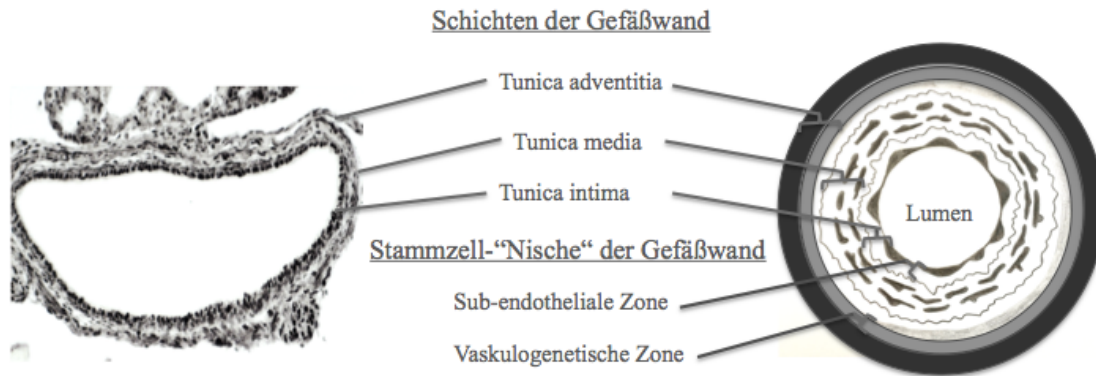 Schichten der Gefäßwand
Tunica adventitia
Tunica media
Tunica intima
Lumen
Stammzell-“Nische“ der Gefäßwand
Sub-endotheliale Zone
Vaskulogenetische Zone